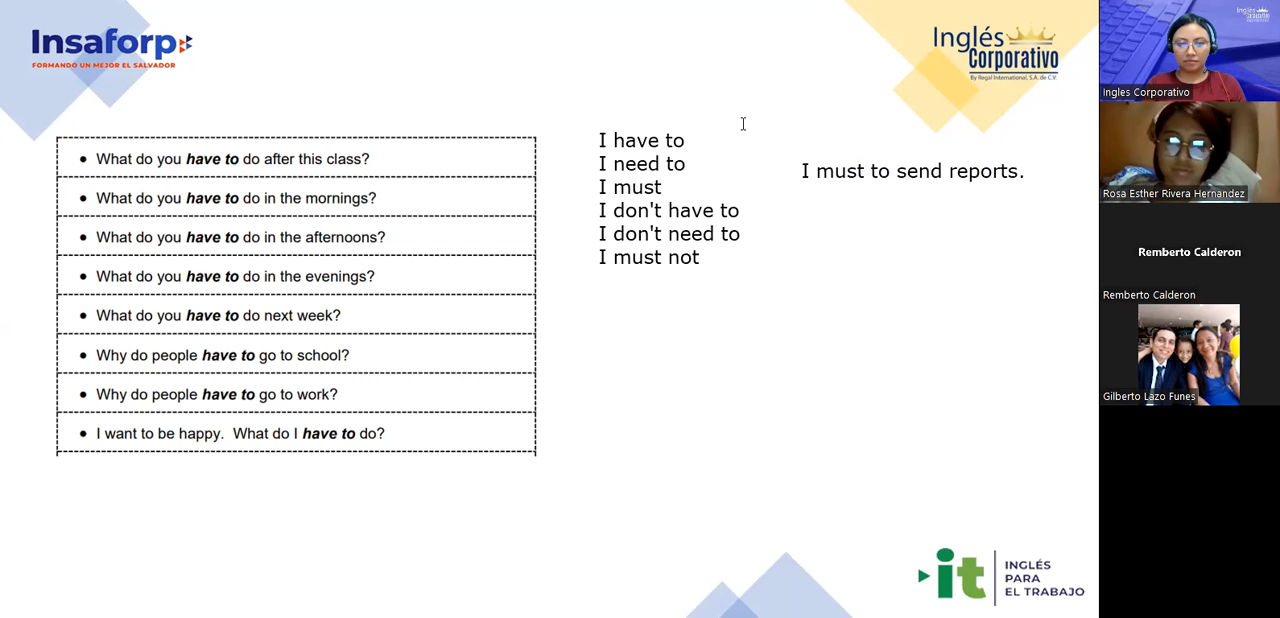 Insaforp
FORMANDO UN MEJOR EL SALVADOR
Inglés
Corporativo
By Regal International, S.A. de C.V.
• What do you have to do after this class?
• What do you have to do in the mornings?
• What do you have to do in the afternoons?
• What do you have to do in the evenings?
• What do you have to do next week?
• Why do people have to go to school?
• Why do people have to go to work?
• I want to be happy. What do I have to do?
I have to
I need to
I must
I don't have to
I don't need to
I must not
I must to send reports.
it
INGLÉS
PARA
EL TRABAJO
Inglés
Corporativo
Ingles Corporativo
Rosa Esther Rivera Hernandez
Remberto Calderon
Remberto Calderon
Gilberto Lazo Funes